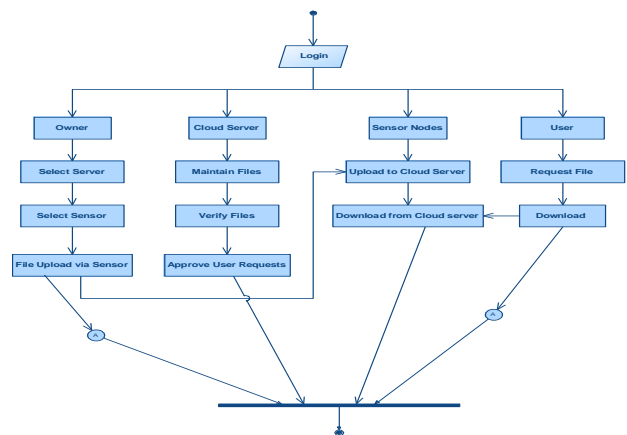 Login
Owner
Cloud Server
Sensor Nodes
User
Select Server
Maintain Files
Upload to Cloud Server
Request File
Select Sensor
Verify Files
Download from Cloud server
Download
File Upload via Sensor
Approve User Requests
A
A